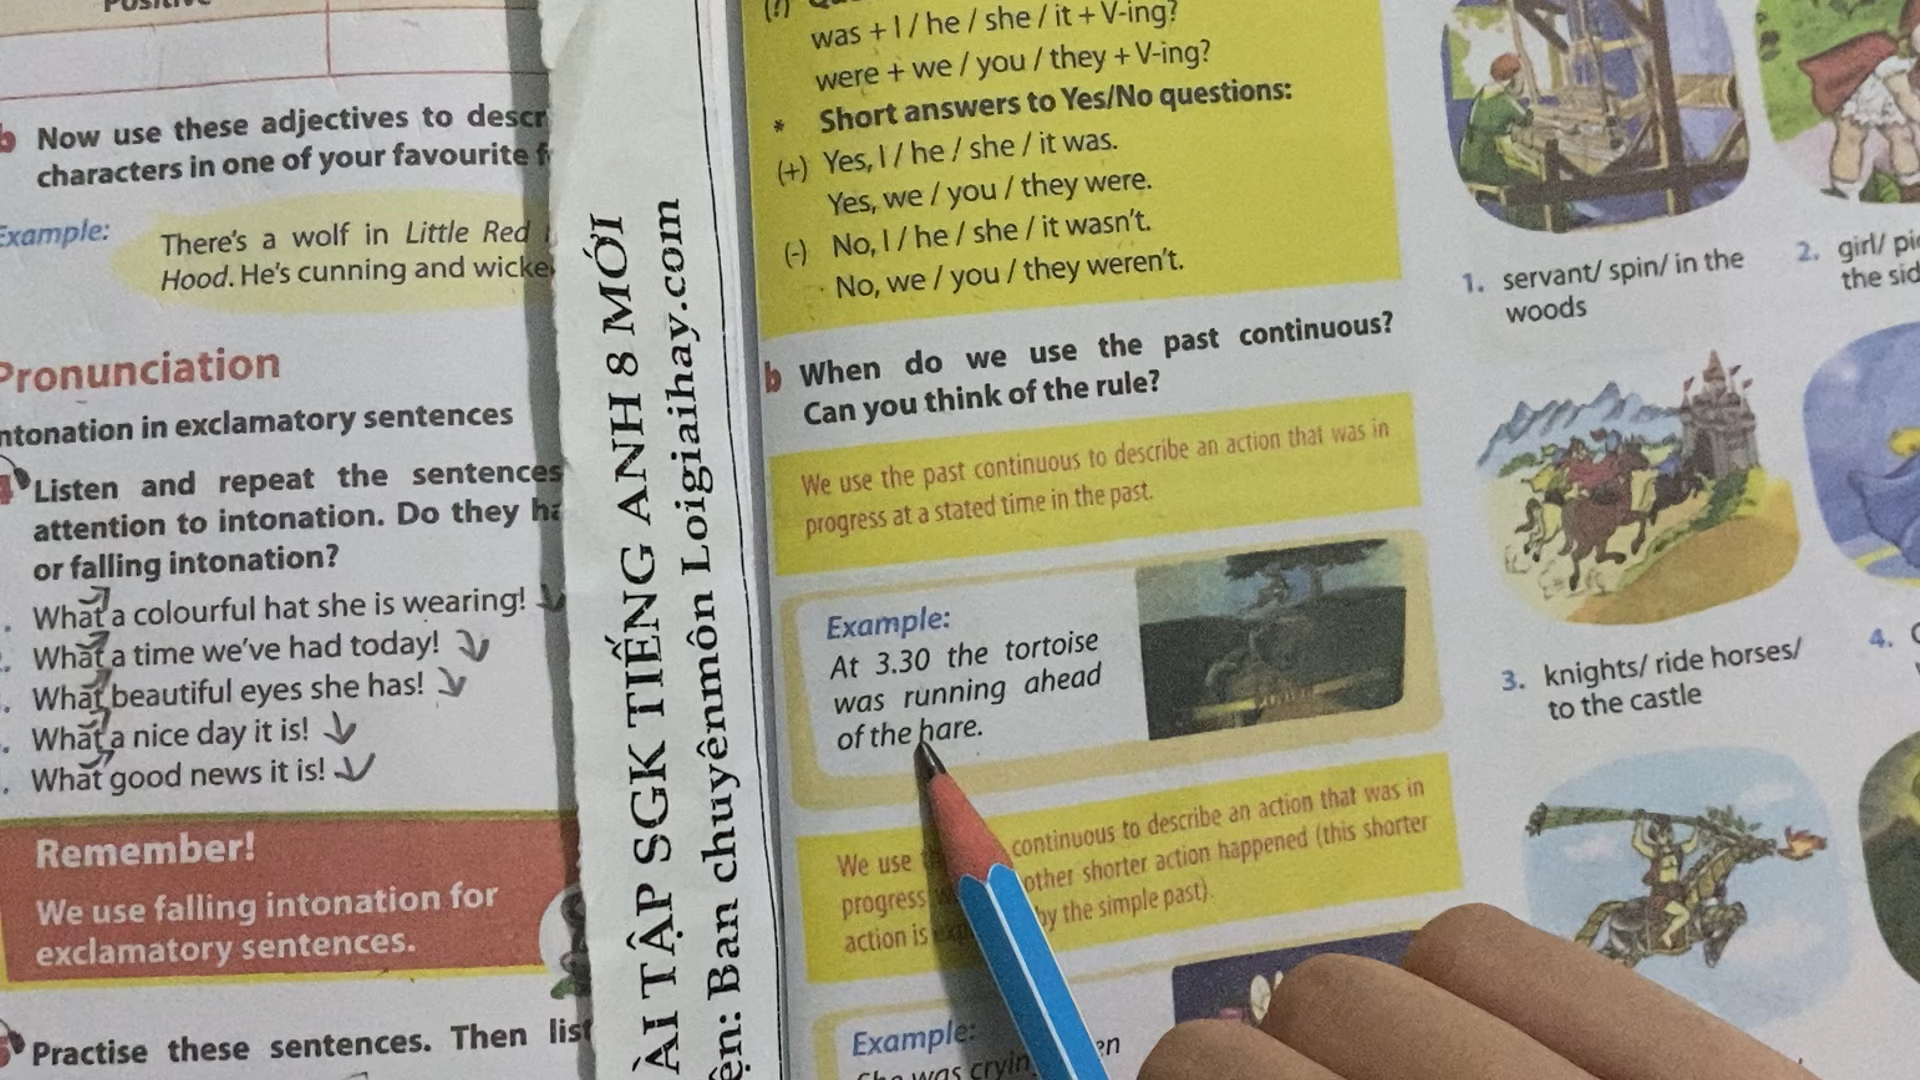 Positive
b Now use these adjectives to descr
characters in one of your favourite f
Example:
There's a wolf in Little Red
Hood. He's cunning and wicke
Pronunciation
ntonation in exclamatory sentences
4 Listen and repeat the sentences
attention to intonation. Do they ha
or falling intonation?
. What a colourful hat she is wearing!
. What a time we've had today!
. What beautiful eyes she has!
. What a nice day it is!
. What good news it is!
Remember!
We use falling intonation for
exclamatory sentences.
5 Practise these sentences. Then list
ÀI TẬP SGK TIẾNG ANH 8 MỚI
ện: Ban chuyênmôn Loigiaihay.com
(?)
was + I / he / she / it + V-ing?
were + we / you / they + V-ing?
* Short answers to Yes/No questions:
(+) Yes, I / he / she / it was.
Yes, we / you / they were.
(-) No, I / he / she / it wasn't.
No, we / you / they weren't.
b When do we use the past continuous?
Can you think of the rule?
We use the past continuous to describe an action that was in
progress at a stated time in the past.
Example:
At 3.30 the tortoise
was running ahead
of the hare.
We use continuous to describe an action that was in
progress other shorter action happened (this shorter
action is by the simple past).
Example:
She was cryin en
1. servant/ spin/ in the
woods
2. girl/ pi
the sid
3. knights/ ride horses/
to the castle
4.